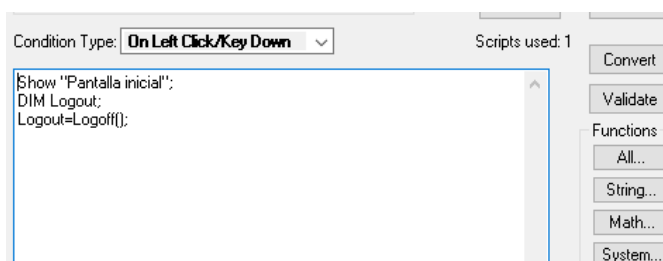 Condition Type: On Left Click/Key Down Scripts used: 1
Convert
Show "Pantalla inicial";
DIM Logout;
Logout=Logoff();
Validate
Functions
All...
String...
Math...
System...